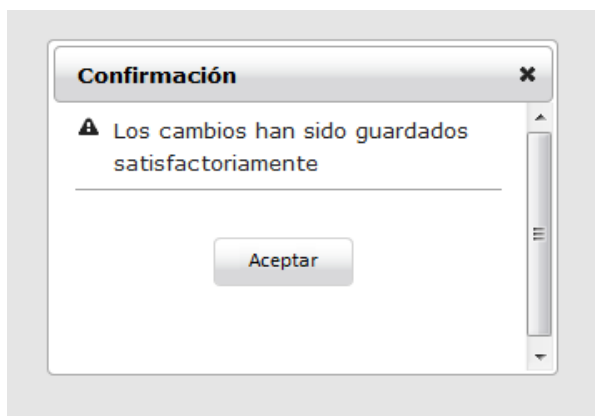 Confirmación
Los cambios han sido guardados
satisfactoriamente
Aceptar